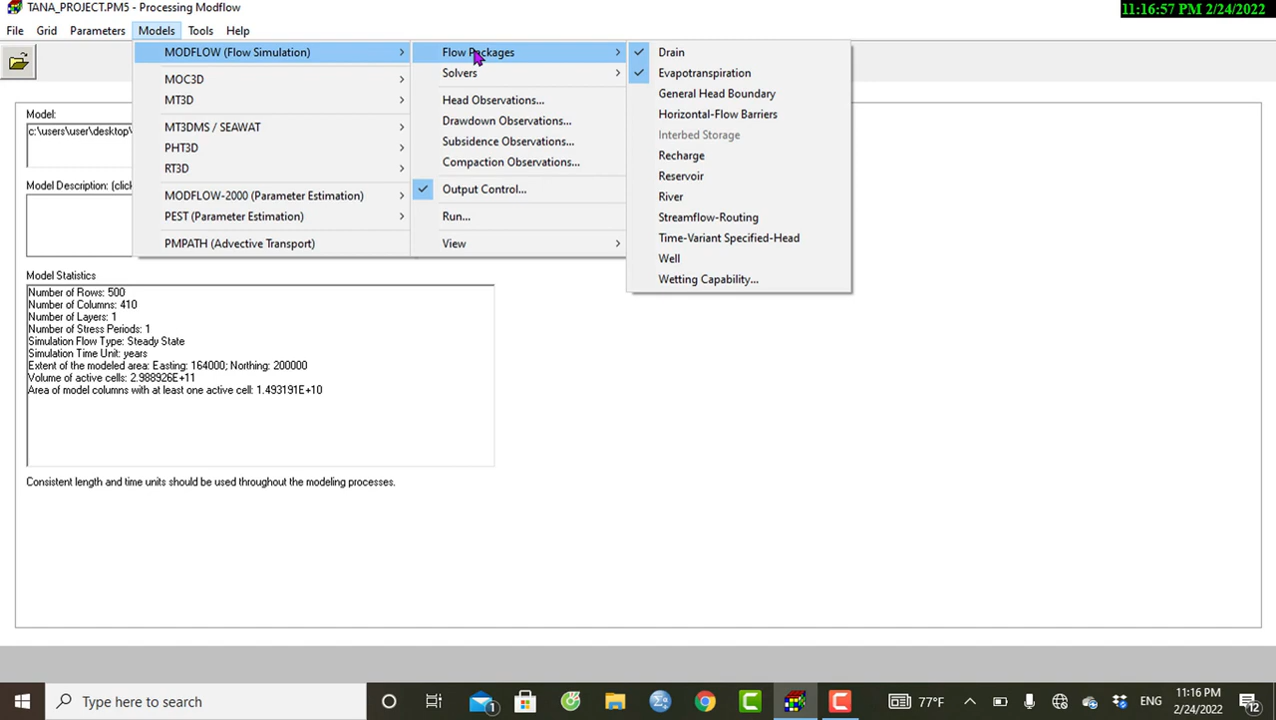 TANA_PROJECT.PM5 - Processing Modflow
11:16:57 PM 2/24/2022
File Grid Parameters Models Tools Help
MODFLOW (Flow Simulation)
MOC3D
MT3D
MT3DMS / SEAWAT
PHT3D
RT3D
MODFLOW-2000 (Parameter Estimation)
PEST (Parameter Estimation)
PMPATH (Advective Transport)
Flow Packages
Solvers
Head Observations...
Drawdown Observations...
Subsidence Observations...
Compaction Observations...
Output Control...
Run...
View
Drain
Evapotranspiration
General Head Boundary
Horizontal-Flow Barriers
Interbed Storage
Recharge
Reservoir
River
Streamflow-Routing
Time-Variant Specified-Head
Well
Wetting Capability...
Model:
c:\users\user\desktop\
Model Description: (click
Model Statistics
Number of Rows: 500
Number of Columns: 410
Number of Layers: 1
Number of Stress Periods: 1
Simulation Flow Type: Steady State
Simulation Time Unit: years
Extent of the modeled area: Easting: 164000; Northing: 200000
Volume of active cells: 2.988926E+11
Area of model columns with at least one active cell: 1.493191E+10
Consistent length and time units should be used throughout the modeling processes.
Type here to search
1
77°F
ENG
11:16 PM
2/24/2022
12